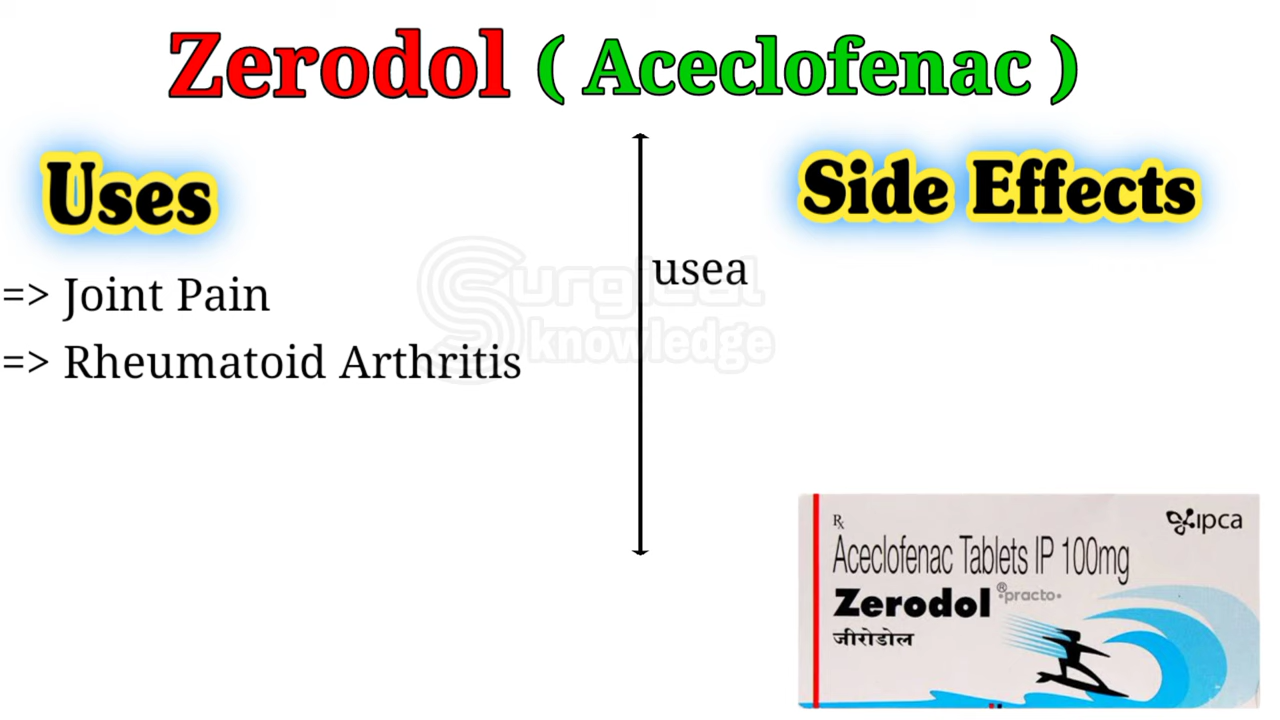 Zerodol ( Aceclofenac )
Uses
=> Joint Pain
=> Rheumatoid Arthritis
Side Effects
usea
Surgical
knowledge
Rx
ipca
Aceclofenac Tablets IP 100mg
Zerodol®
•practo•
जीरोडोल